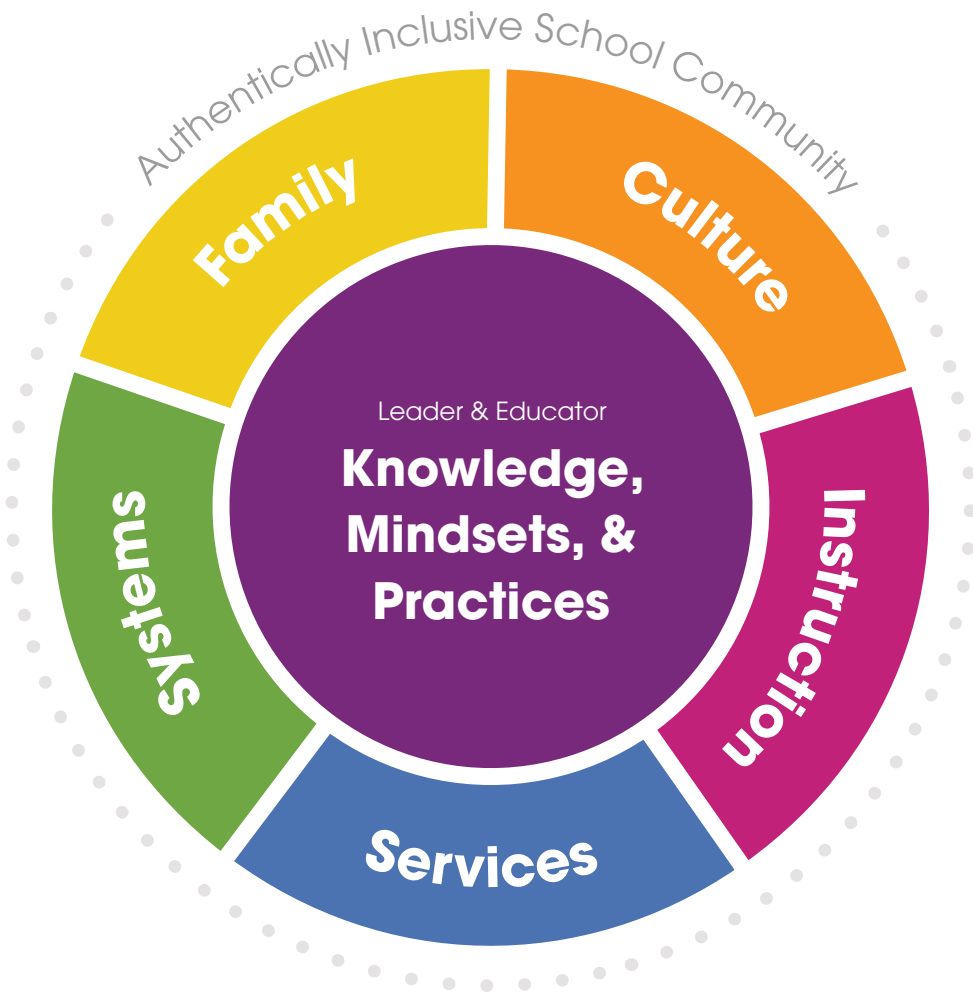 Authentically Inclusive School Community
Family
Culture
Leader & Educator
Knowledge,
Mindsets, &
Practices
Systems
Instruction
Services